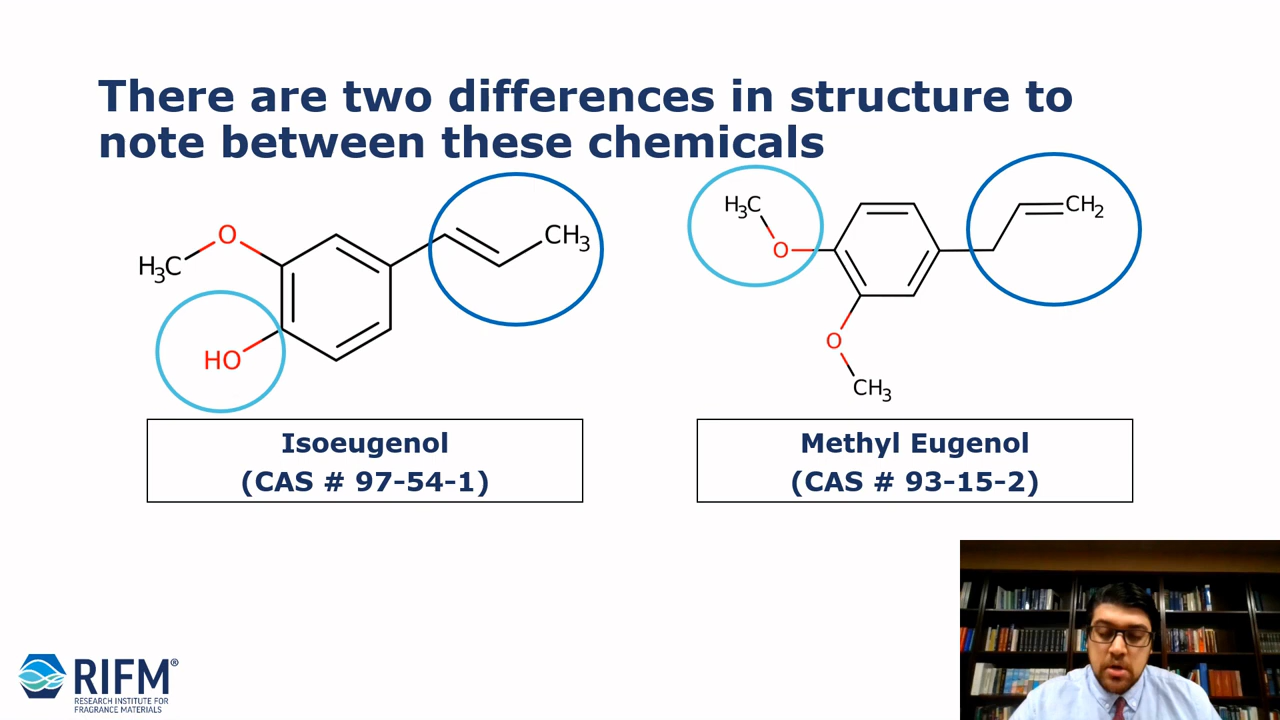 There are two differences in structure to
note between these chemicals
H3C
O
HO
CH3
H3C
O
O
CH3
CH2
Isoeugenol
(CAS # 97-54-1)
Methyl Eugenol
(CAS # 93-15-2)
RIFM®
RESEARCH INSTITUTE FOR
FRAGRANCE MATERIALS